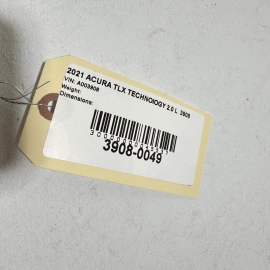 2021 ACURA TLX TECHNOlOGY 2.0 L 3908
VIN: A003908
Weight:
Dimensions:
3908-0049